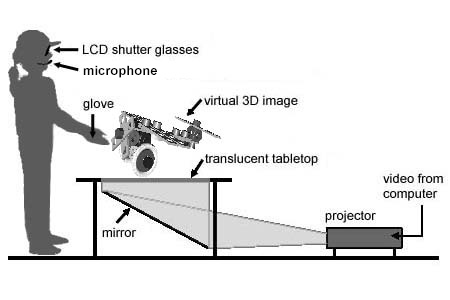 LCD shutter glasses
microphone
glove
virtual 3D image
translucent tabletop
video from
computer
projector
mirror